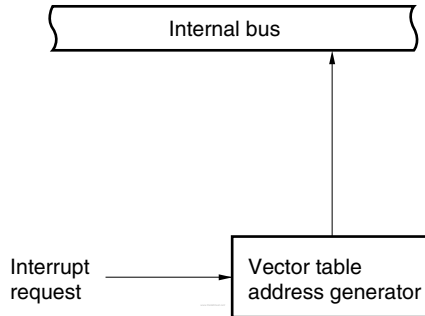 Internal bus
Interrupt
request
Vector table
address generator